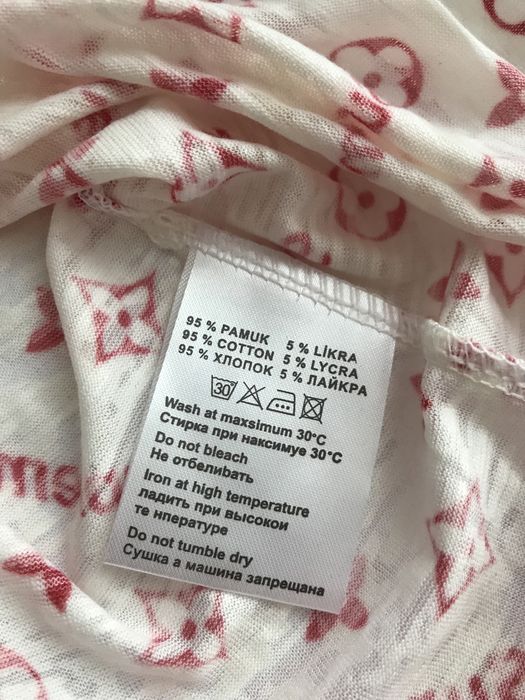 95 % PAMUK 5 % LİKRA
95 % COTTON 5 % LYCRA
95 % ХЛОПОК 5 % ЛАЙКРА
30°
Wash at maxsimum 30°C
Стирка при наксимуе 30°C
Do not bleach
Не отбеливать
Iron at high temperature
ладить при высокои
те нпературе
Do not tumble dry
Сушка а машина запрещана